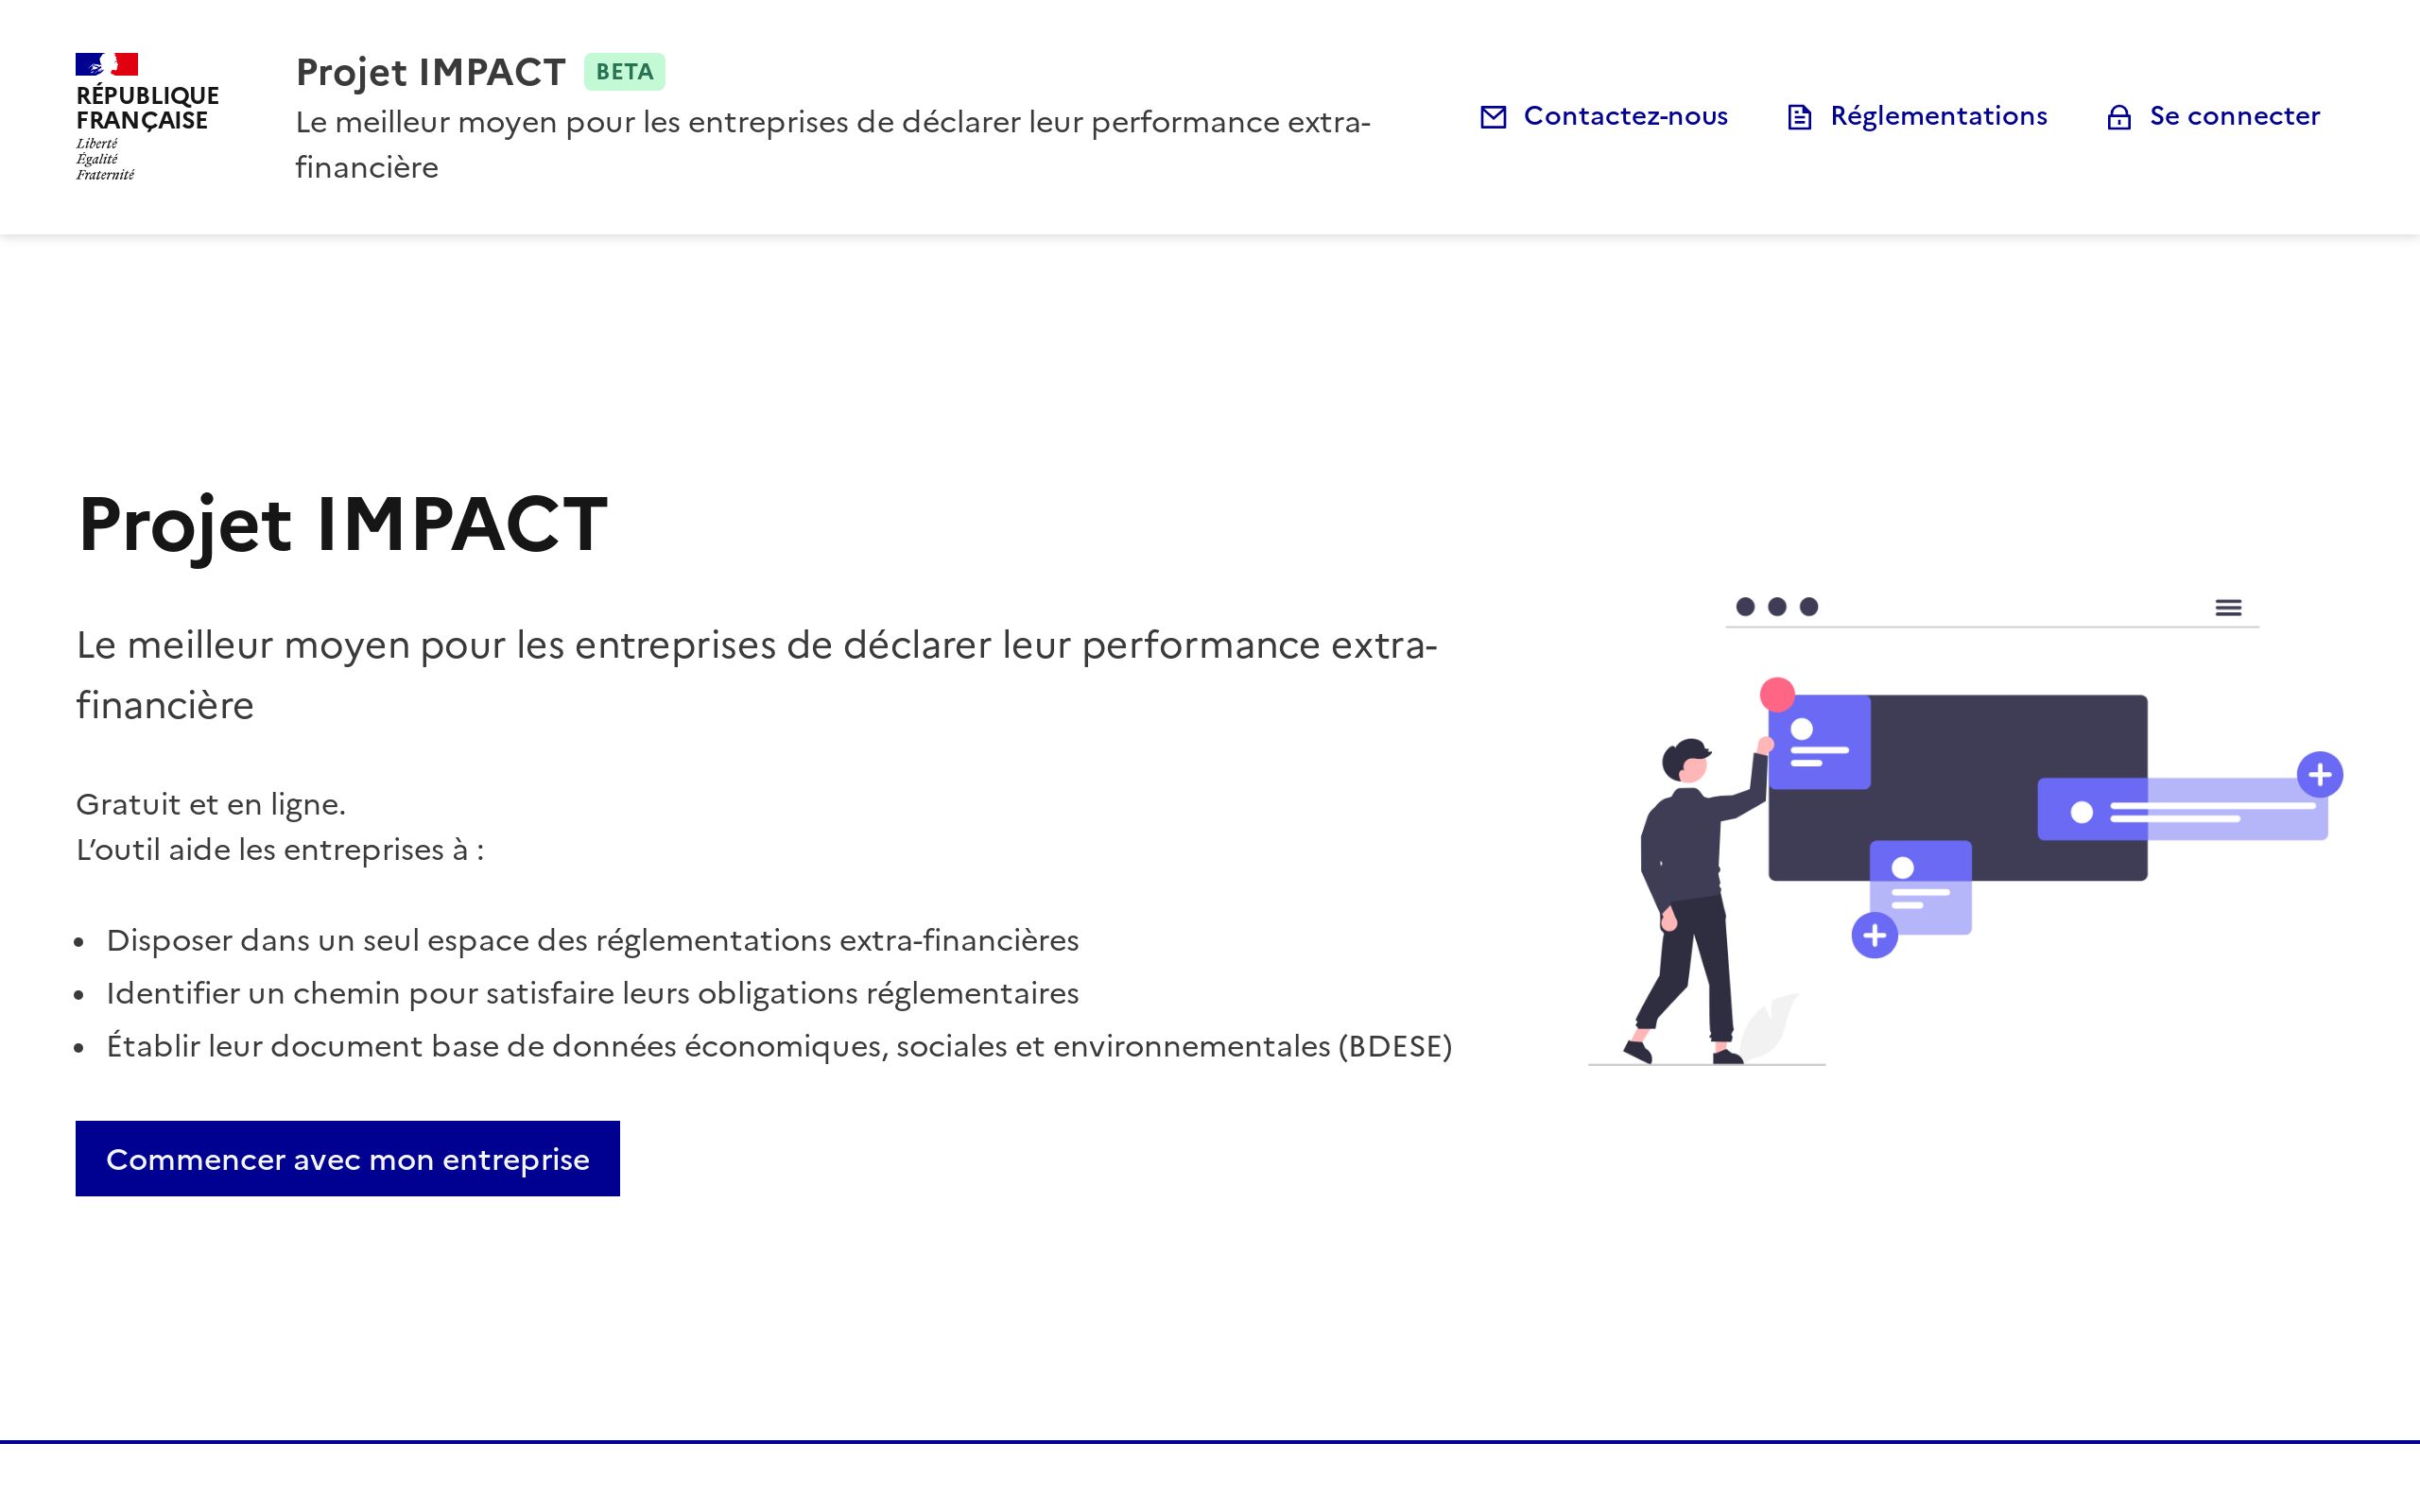 RÉPUBLIQUE
FRANÇAISE
Liberté
Égalité
Fraternité
Projet IMPACT BETA
Le meilleur moyen pour les entreprises de déclarer leur performance extra-
financière
Contactez-nous
Réglementations
Se connecter
Projet IMPACT
Le meilleur moyen pour les entreprises de déclarer leur performance extra-
financière
Gratuit et en ligne.
L’outil aide les entreprises à :
• Disposer dans un seul espace des réglementations extra-financières
• Identifier un chemin pour satisfaire leurs obligations réglementaires
• Établir leur document base de données économiques, sociales et environnementales (BDESE)
Commencer avec mon entreprise